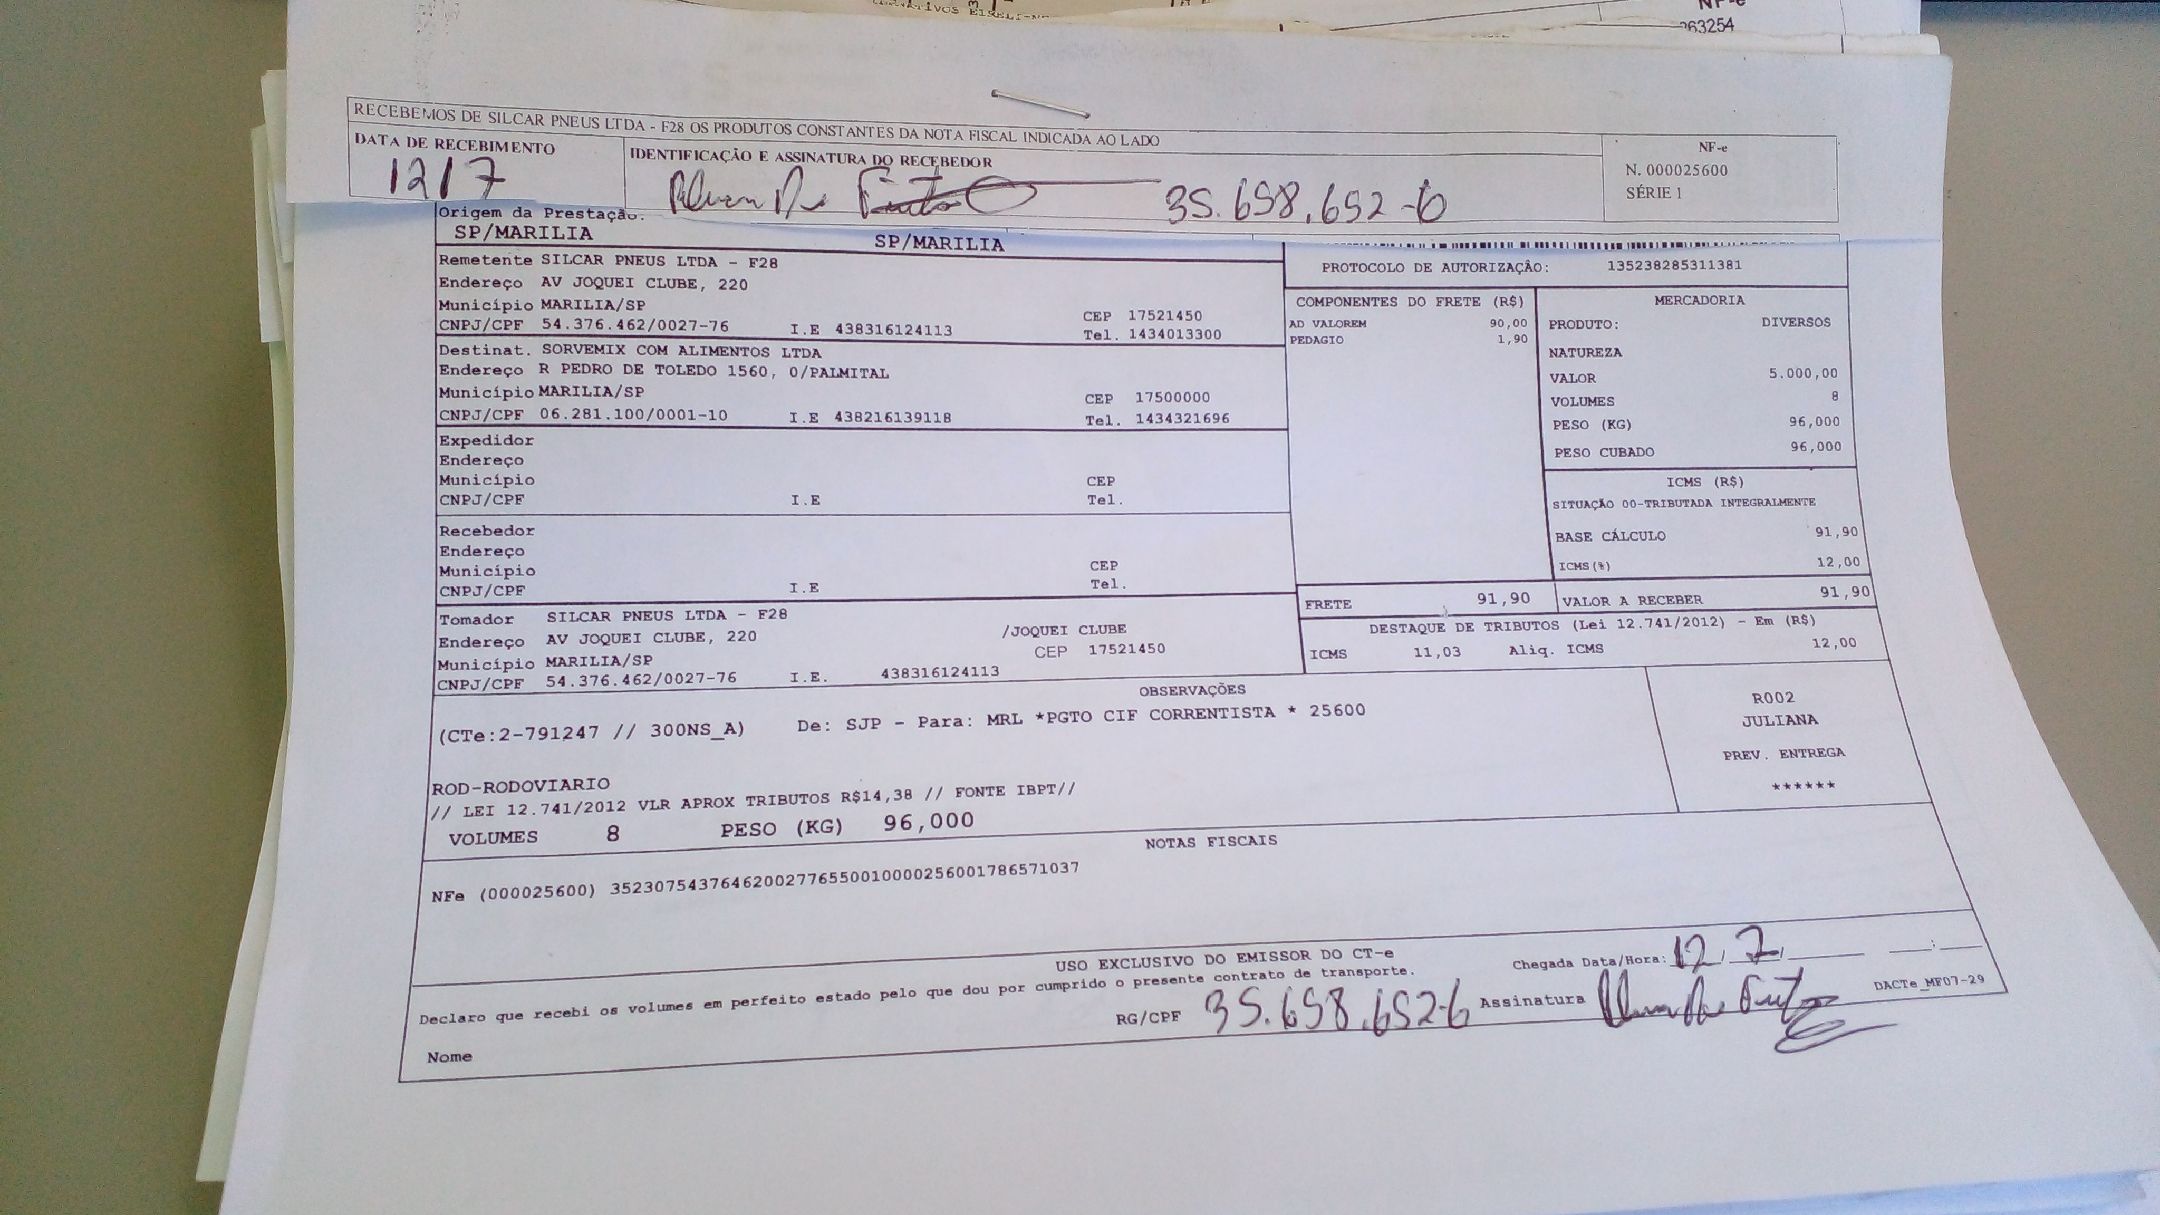 NF-e
063254
RECEBEMOS DE SILCAR PNEUS LTDA - F28 OS PRODUTOS CONSTANTES DA NOTA FISCAL INDICADA AO LADO
DATA DE RECEBIMENTO
12/7
IDENTIFICAÇÃO E ASSINATURA DO RECEBEDOR
35.658.652-6
NF-e
N. 000025600
SÉRIE 1
Origem da Prestação.
SP/MARILIA SP/MARILIA
Remetente SILCAR PNEUS LTDA - F28
Endereço AV JOQUEI CLUBE, 220
Município MARILIA/SP CEP 17521450
CNPJ/CPF 54.376.462/0027-76 I.E 438316124113 Tel. 1434013300
Destinat. SORVEMIX COM ALIMENTOS LTDA
Endereço R PEDRO DE TOLEDO 1560, 0/PALMITAL
Município MARILIA/SP CEP 17500000
CNPJ/CPF 06.281.100/0001-10 I.E 438216139118 Tel. 1434321696
Expedidor
Endereço
Município CEP
CNPJ/CPF I.E Tel.
Recebedor
Endereço
Município CEP
CNPJ/CPF I.E Tel.
Tomador SILCAR PNEUS LTDA - F28
Endereço AV JOQUEI CLUBE, 220 /JOQUEI CLUBE
Município MARILIA/SP CEP 17521450
CNPJ/CPF 54.376.462/0027-76 I.E. 438316124113
PROTOCOLO DE AUTORIZAÇÃO: 135238285311381
COMPONENTES DO FRETE (R$)
AD VALOREM 90,00
PEDAGIO 1,90
MERCADORIA
PRODUTO: DIVERSOS
NATUREZA
VALOR 5.000,00
VOLUMES 8
PESO (KG) 96,000
PESO CUBADO 96,000
ICMS (R$)
SITUAÇÃO 00-TRIBUTADA INTEGRALMENTE
BASE CÁLCULO 91,90
ICMS(%) 12,00
FRETE 91,90 VALOR A RECEBER 91,90
DESTAQUE DE TRIBUTOS (Lei 12.741/2012) - Em (R$)
ICMS 11,03 Aliq. ICMS 12,00
OBSERVAÇÕES
(CTe:2-791247 // 300NS_A) De: SJP - Para: MRL *PGTO CIF CORRENTISTA * 25600
ROD-RODOVIARIO
// LEI 12.741/2012 VLR APROX TRIBUTOS R$14,38 // FONTE IBPT//
VOLUMES 8 PESO (KG) 96,000
R002
JULIANA
PREV. ENTREGA
******
NOTAS FISCAIS
NFe (000025600) 35230754376462002776550010000256001786571037
USO EXCLUSIVO DO EMISSOR DO CT-e
Declaro que recebi os volumes em perfeito estado pelo que dou por cumprido o presente contrato de transporte.
Chegada Data/Hora: 12/7/
Nome RG/CPF 35.658.652-6 Assinatura
DACTe_MF07-29